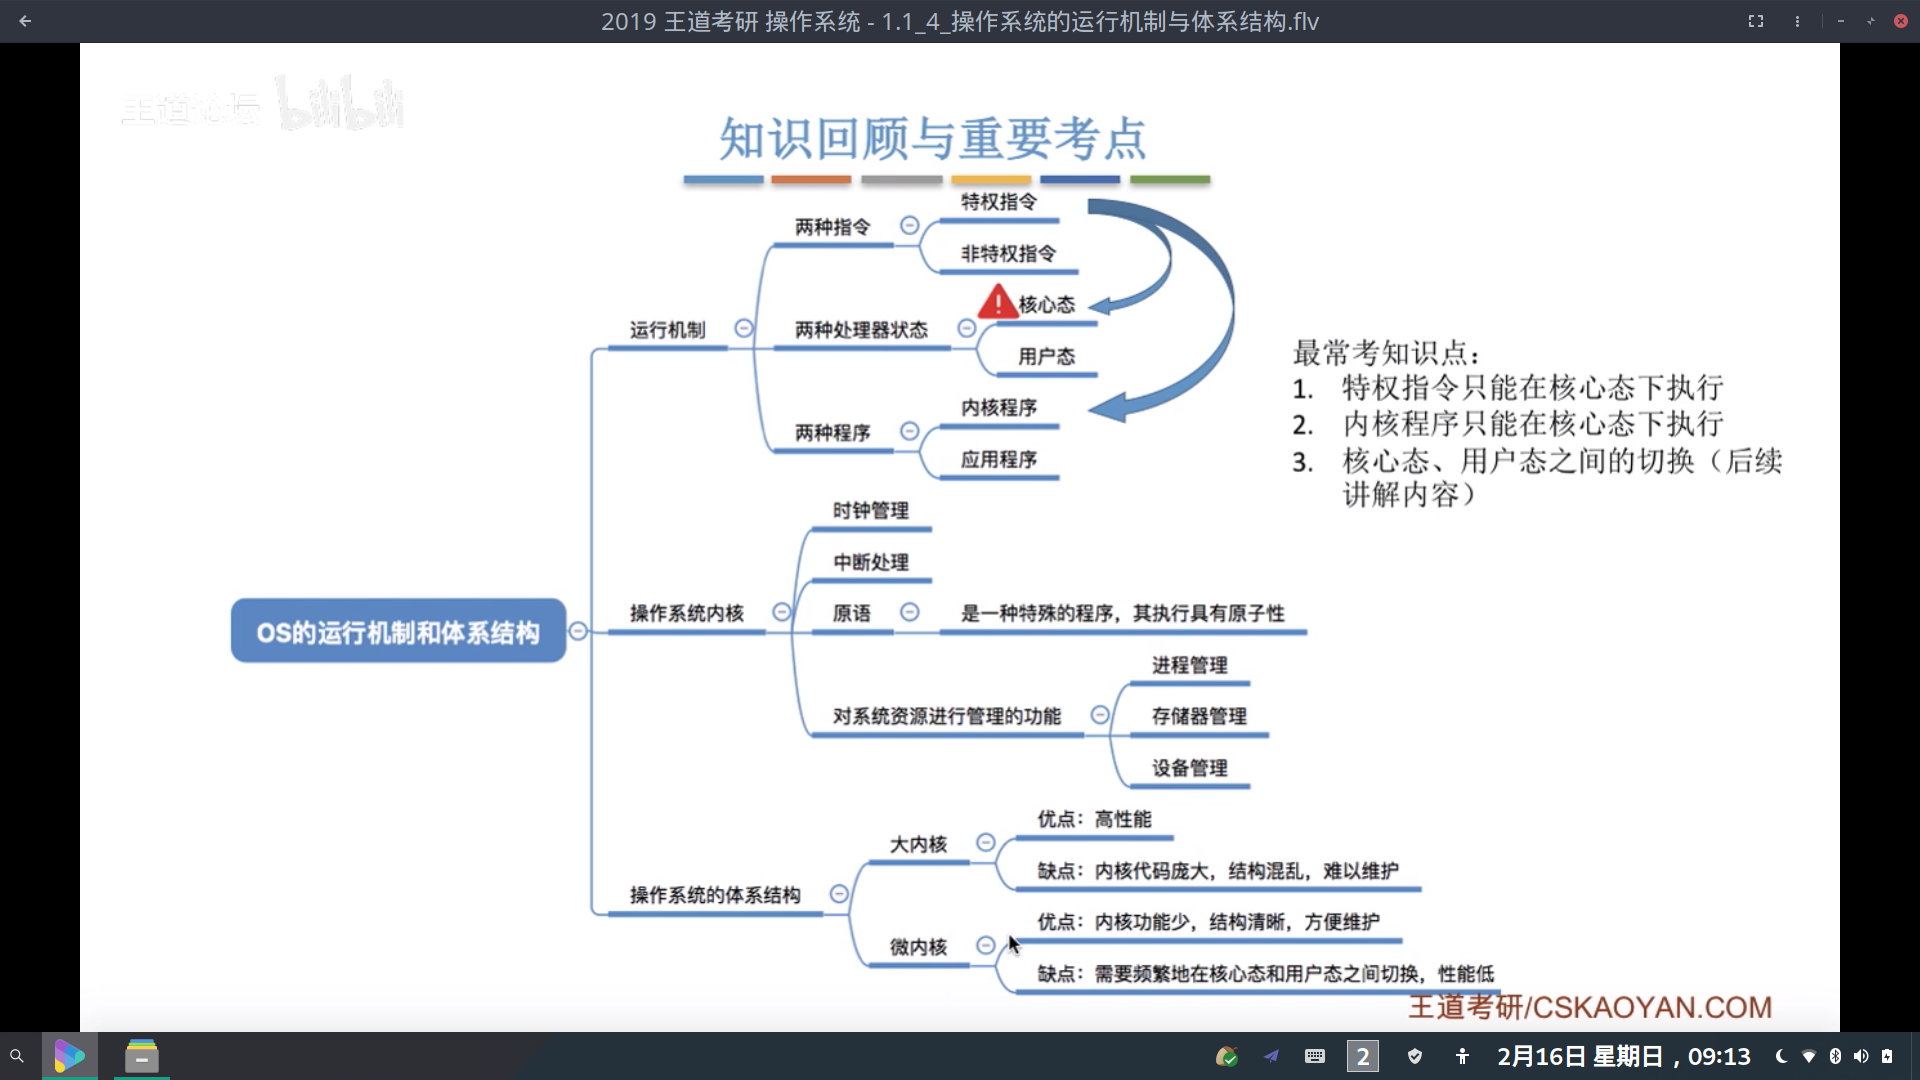 2019 王道考研 操作系统 - 1.1_4_操作系统的运行机制与体系结构.flv
王道论坛 bilibili
知识回顾与重要考点
特权指令
两种指令
非特权指令
核心态
运行机制
两种处理器状态
用户态
内核程序
两种程序
应用程序
最常考知识点：
1. 特权指令只能在核心态下执行
2. 内核程序只能在核心态下执行
3. 核心态、用户态之间的切换（后续
讲解内容）
时钟管理
中断处理
操作系统内核
原语
是一种特殊的程序，其执行具有原子性
OS的运行机制和体系结构
进程管理
对系统资源进行管理的功能
存储器管理
设备管理
优点：高性能
大内核
缺点：内核代码庞大，结构混乱，难以维护
操作系统的体系结构
优点：内核功能少，结构清晰，方便维护
微内核
缺点：需要频繁地在核心态和用户态之间切换，性能低
王道考研/CSKAOYAN.COM
2
2月16日 星期日，09:13